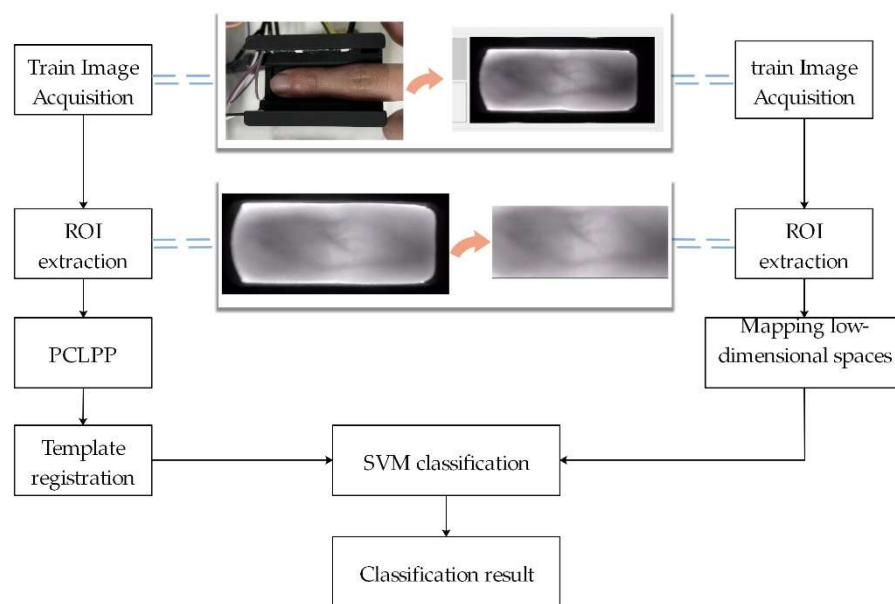 Train Image
Acquisition
train Image
Acquisition
ROI
extraction
ROI
extraction
PCLPP
Mapping low-
dimensional spaces
Template
registration
SVM classification
Classification result